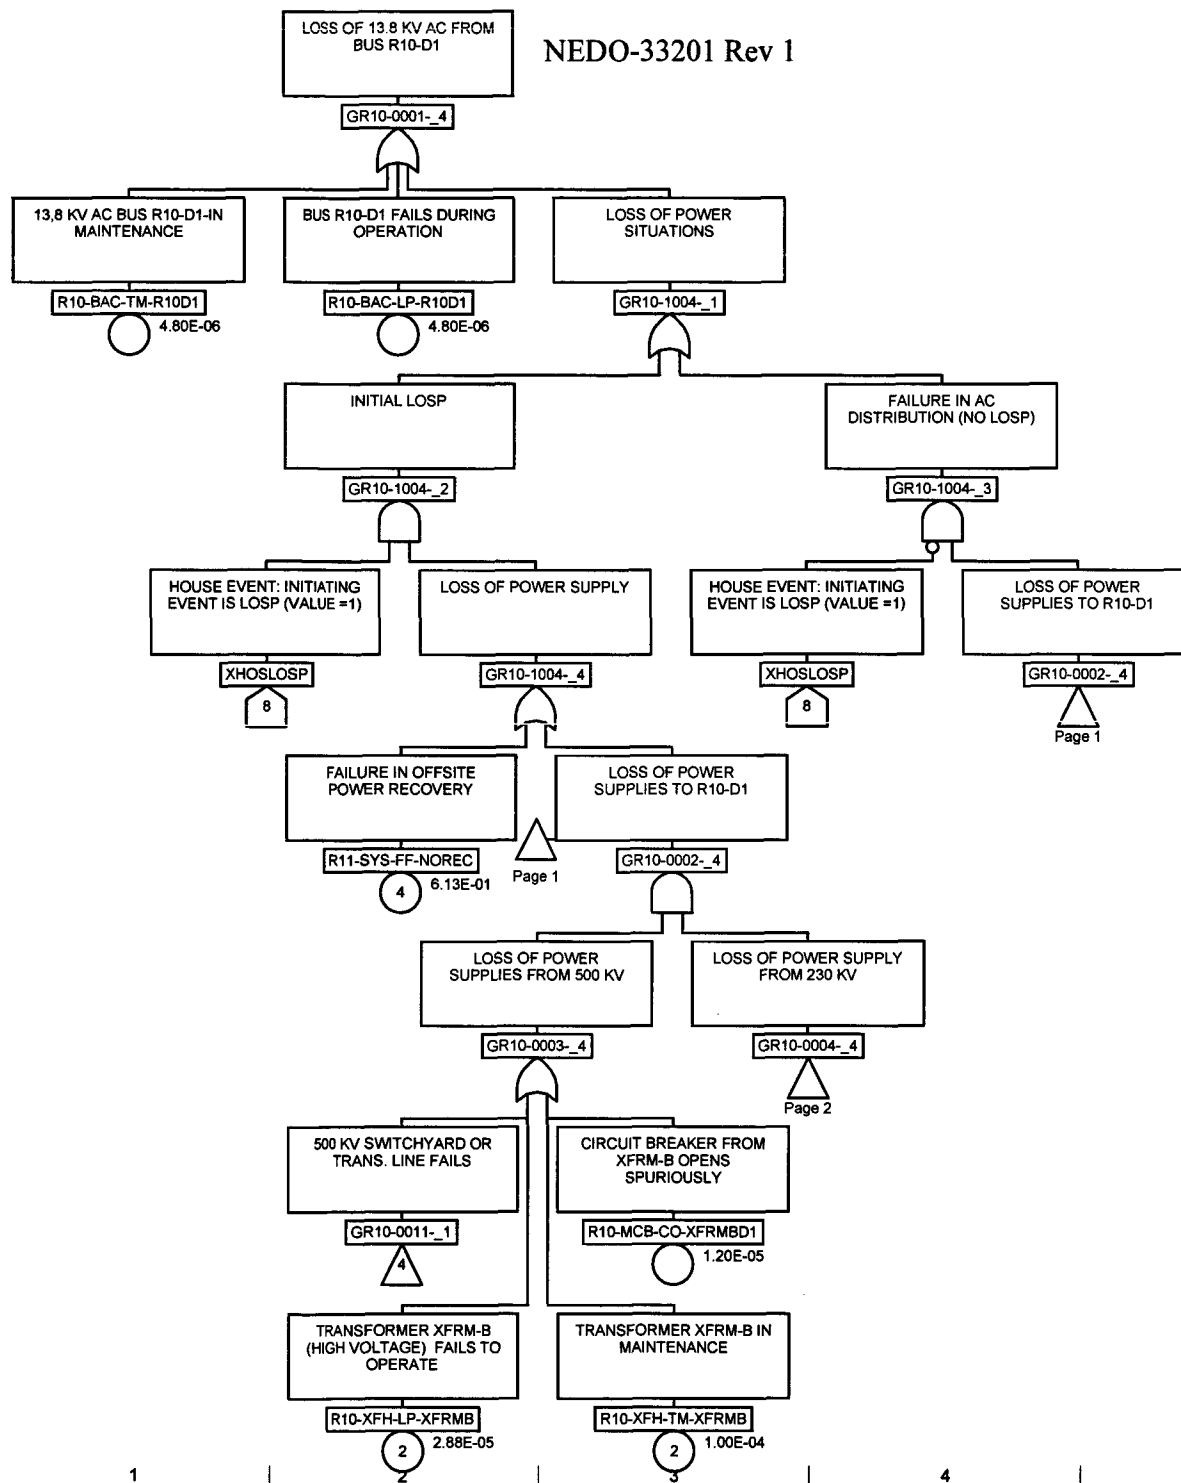 LOSS OF 13.8 KV AC FROM
BUS R10-D1
NEDO-33201 Rev 1
GR10-0001-_4
13,8 KV AC BUS R10-D1-IN
MAINTENANCE
BUS R10-D1 FAILS DURING
OPERATION
LOSS OF POWER
SITUATIONS
R10-BAC-TM-R10D1
4.80E-06
R10-BAC-LP-R10D1
4.80E-06
GR10-1004-_1
INITIAL LOSP
FAILURE IN AC
DISTRIBUTION (NO LOSP)
GR10-1004-_2
GR10-1004-_3
HOUSE EVENT: INITIATING
EVENT IS LOSP (VALUE =1)
LOSS OF POWER SUPPLY
HOUSE EVENT: INITIATING
EVENT IS LOSP (VALUE =1)
LOSS OF POWER
SUPPLIES TO R10-D1
XHOSLOSP
8
GR10-1004-_4
XHOSLOSP
8
GR10-0002-_4
Page 1
FAILURE IN OFFSITE
POWER RECOVERY
LOSS OF POWER
SUPPLIES TO R10-D1
R11-SYS-FF-NOREC
4
6.13E-01
Page 1
GR10-0002-_4
LOSS OF POWER
SUPPLIES FROM 500 KV
LOSS OF POWER SUPPLY
FROM 230 KV
GR10-0003-_4
GR10-0004-_4
Page 2
500 KV SWITCHYARD OR
TRANS. LINE FAILS
CIRCUIT BREAKER FROM
XFRM-B OPENS
SPURIOUSLY
GR10-0011-_1
4
R10-MCB-CO-XFRMBD1
1.20E-05
TRANSFORMER XFRM-B
(HIGH VOLTAGE) FAILS TO
OPERATE
TRANSFORMER XFRM-B IN
MAINTENANCE
R10-XFH-LP-XFRMB
2
2.88E-05
R10-XFH-TM-XFRMB
2
1.00E-04
1
2
3
4